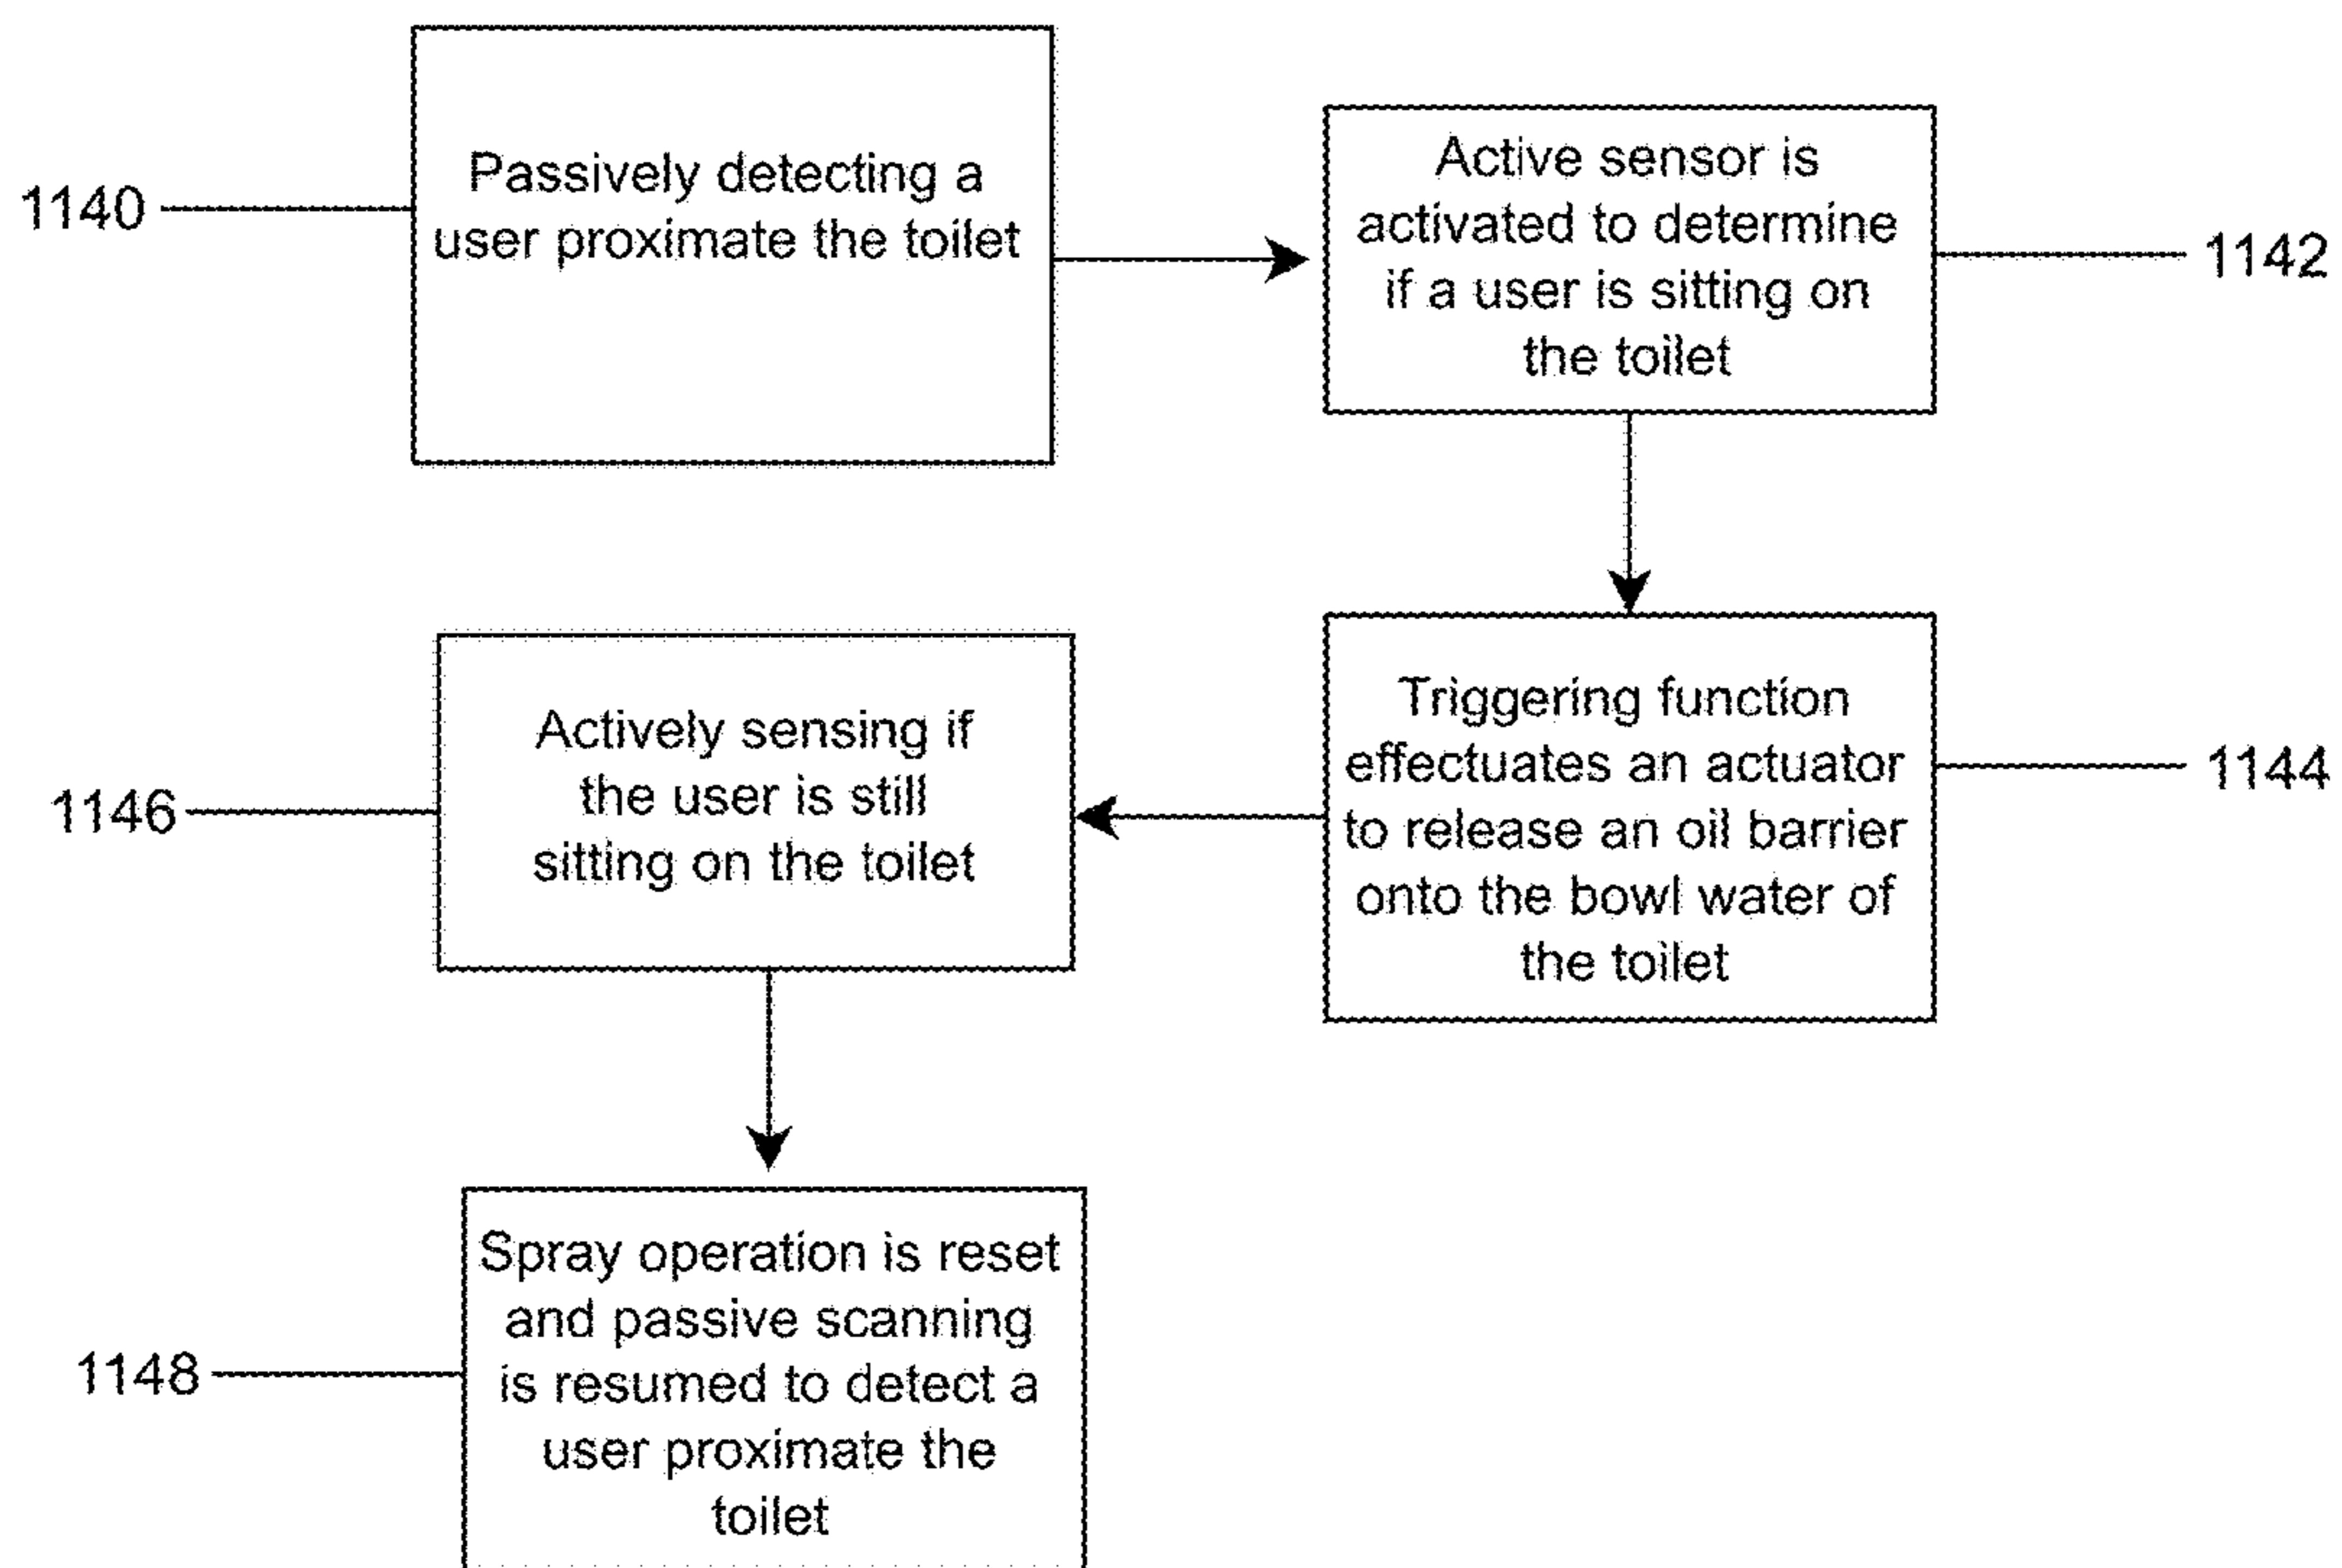 1140
Passively detecting a
user proximate the toilet
Active sensor is
activated to determine
if a user is sitting on
the toilet
1142
Triggering function
effectuates an actuator
to release an oil barrier
onto the bowl water of
the toilet
1144
1146
Actively sensing if
the user is still
sitting on the toilet
1148
Spray operation is reset
and passive scanning
is resumed to detect a
user proximate the
toilet